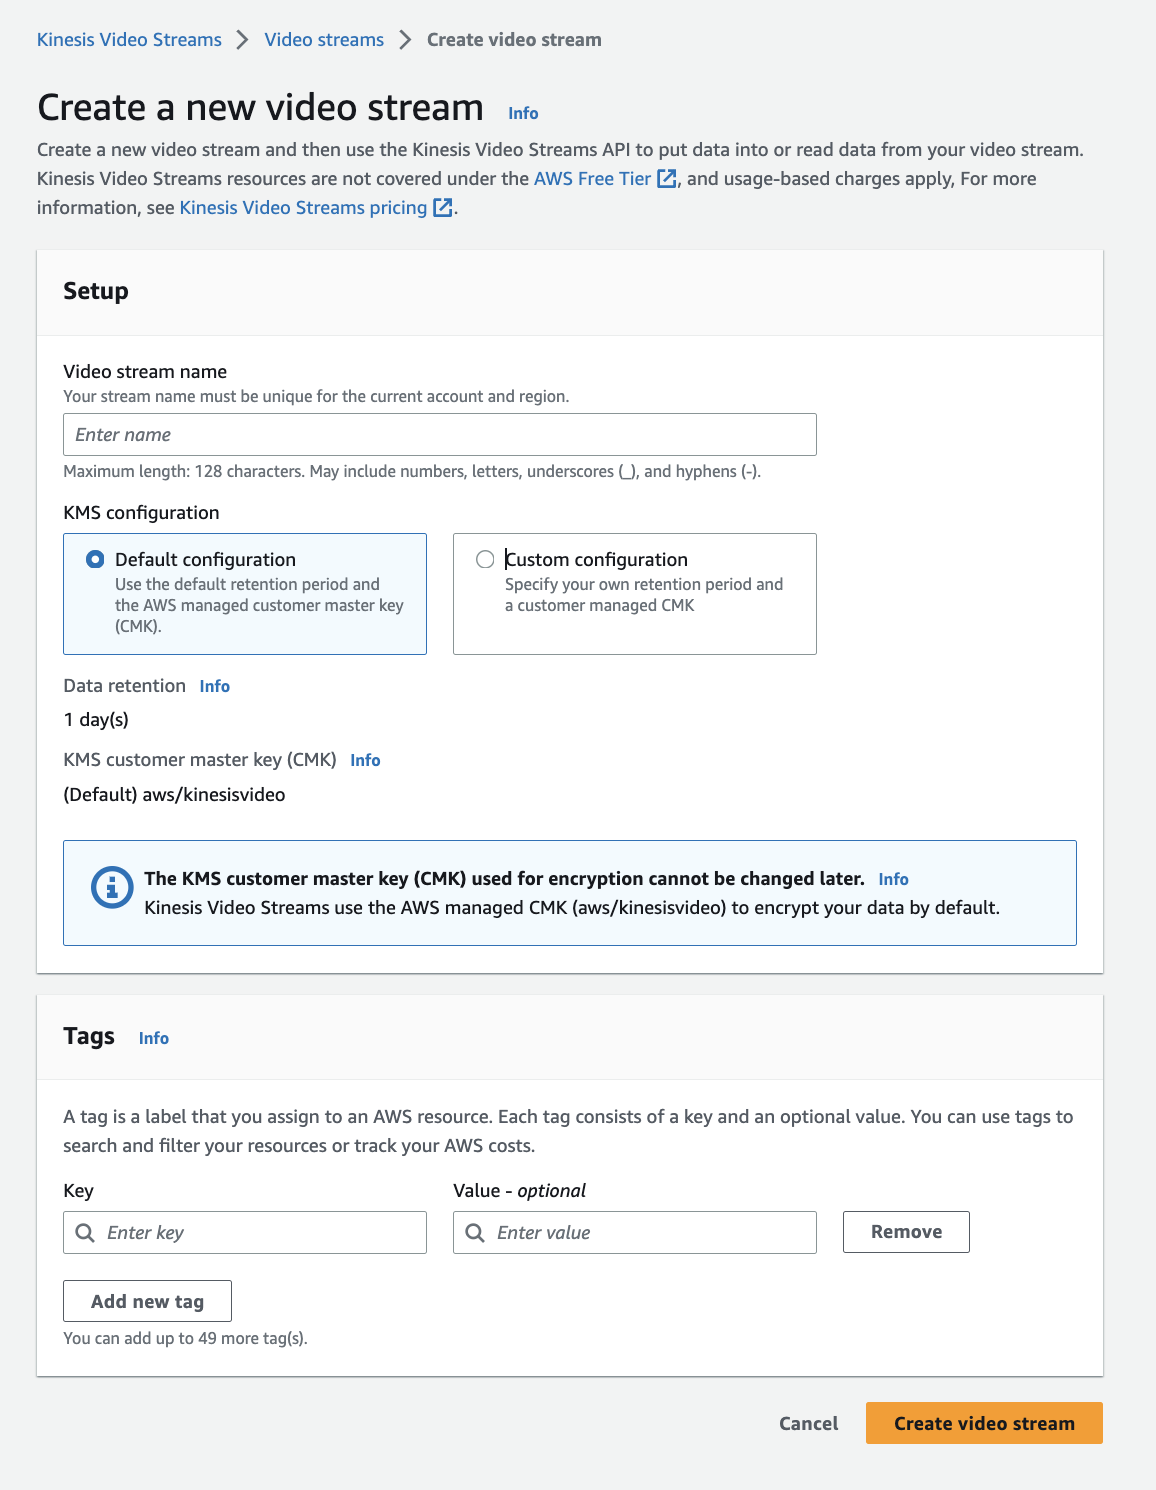 Kinesis Video Streams > Video streams > Create video stream
Create a new video stream Info
Create a new video stream and then use the Kinesis Video Streams API to put data into or read data from your video stream.
Kinesis Video Streams resources are not covered under the AWS Free Tier, and usage-based charges apply, For more
information, see Kinesis Video Streams pricing.
Setup
Video stream name
Your stream name must be unique for the current account and region.
Enter name
Maximum length: 128 characters. May include numbers, letters, underscores (_), and hyphens (-).
KMS configuration
Default configuration
Use the default retention period and
the AWS managed customer master key
(CMK).
Custom configuration
Specify your own retention period and
a customer managed CMK
Data retention Info
1 day(s)
KMS customer master key (CMK) Info
(Default) aws/kinesisvideo
The KMS customer master key (CMK) used for encryption cannot be changed later. Info
Kinesis Video Streams use the AWS managed CMK (aws/kinesisvideo) to encrypt your data by default.
Tags Info
A tag is a label that you assign to an AWS resource. Each tag consists of a key and an optional value. You can use tags to
search and filter your resources or track your AWS costs.
Key
Value - optional
Enter key
Enter value
Remove
Add new tag
You can add up to 49 more tag(s).
Cancel
Create video stream